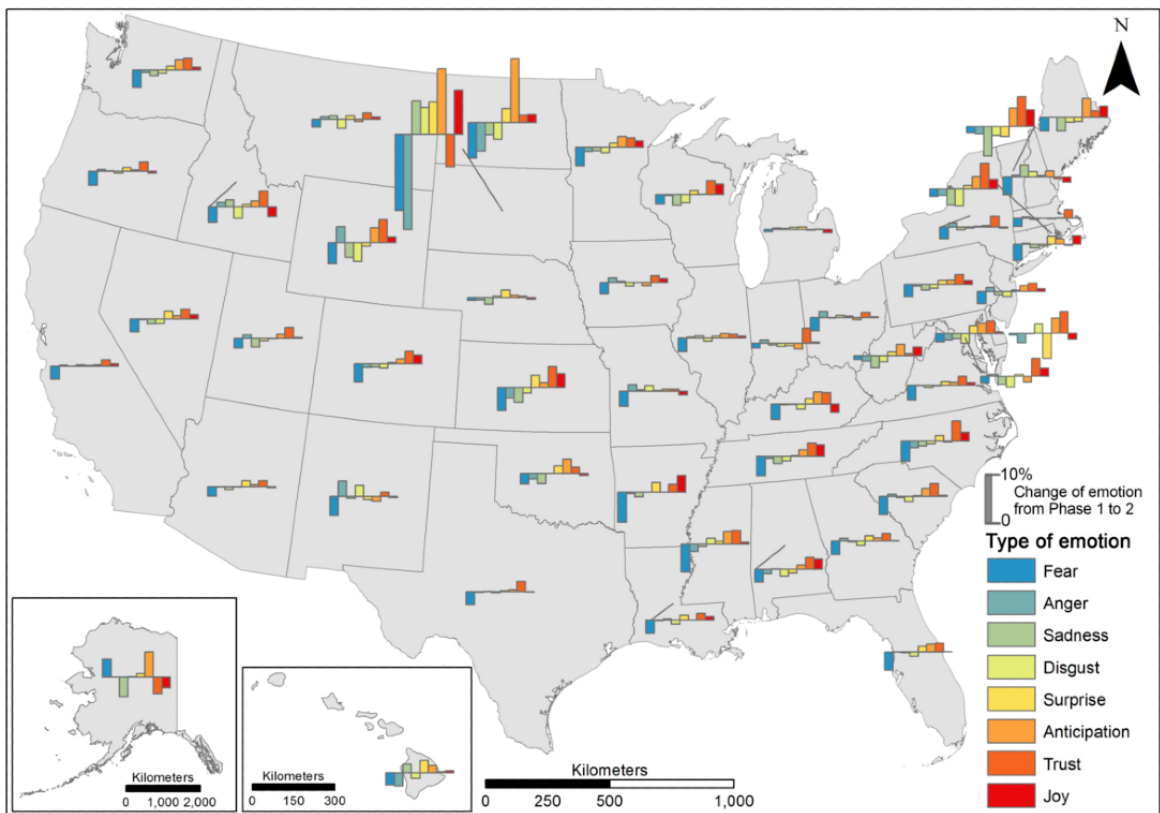 N
10%
0
Change of emotion
from Phase 1 to 2
Type of emotion
Fear
Anger
Sadness
Disgust
Surprise
Anticipation
Trust
Joy
Kilometers
0 1,000 2,000
Kilometers
0 150 300
Kilometers
0 250 500 1,000